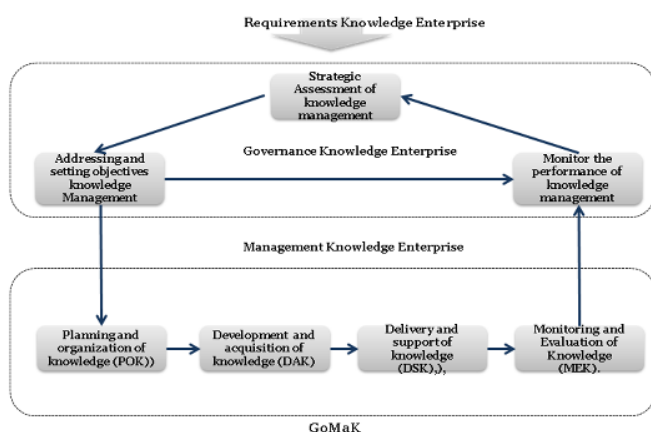 Requirements Knowledge Enterprise
Strategic
Assessment of
knowledge
management
Governance Knowledge Enterprise
Addressing and
setting objectives
knowledge
Management
Monitor the
performance of
knowledge
management
Management Knowledge Enterprise
Planning and
organization of
knowledge (POK))
Development and
acquisition of
knowledge (DAK)
Delivery and
support of
knowledge
(DSK),),
Monitoring and
Evaluation of
Knowledge
(MEK).
GoMaK